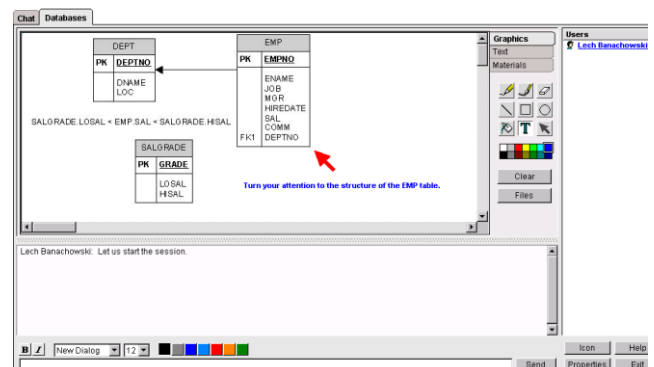 Chat Databases
DEPT
PK DEPTNO
DNAME
LOC
EMP
PK EMPNO
ENAME
JOB
MGR
HIREDATE
SAL
COMM
FK1 DEPTNO
SALGRADE.LOSAL < EMP.SAL < SALGRADE.HISAL
SALGRADE
PK GRADE
LOSAL
HISAL
Turn your attention to the structure of the EMP table.
Graphics
Text
Materials
T
Clear
Files
Users
Lech Banachowski
Lech Banachowski: Let us start the session.
B I New Dialog 12
Send
Icon Help
Properties Exit